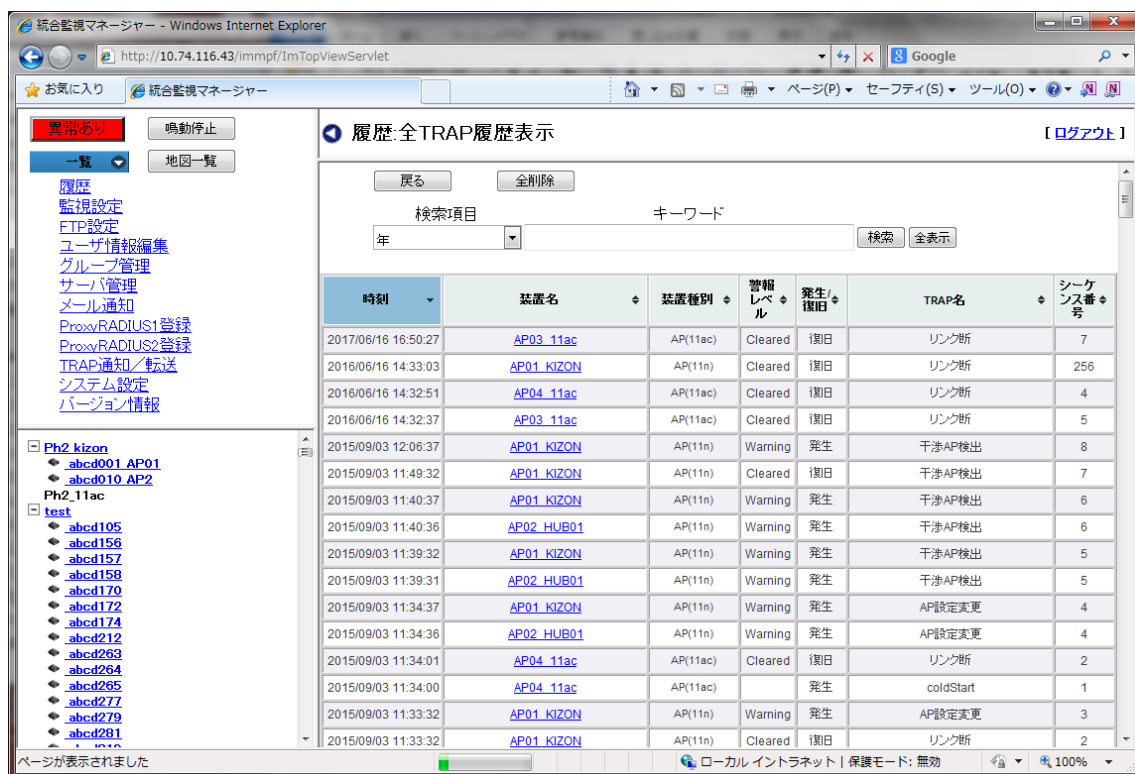 統合監視マネージャー - Windows Internet Explorer
http://10.74.116.43/immpf/ImTopViewServlet
Google
お気に入り 統合監視マネージャー
ページ(P) セーフティ(S) ツール(O)
異常あり 鳴動停止
一覧 地図一覧
履歴
監視設定
FTP設定
ユーザ情報編集
グループ管理
サーバ管理
メール通知
ProxyRADIUS1登録
ProxyRADIUS2登録
TRAP通知/転送
システム設定
バージョン情報
Ph2 kizon
abcd001 AP01
abcd010 AP2
Ph2_11ac
test
abcd105
abcd156
abcd157
abcd158
abcd170
abcd172
abcd174
abcd212
abcd263
abcd264
abcd265
abcd277
abcd279
abcd281
履歴:全TRAP履歴表示 [ ログアウト ]
戻る 全削除
検索項目 キーワード
年 検索 全表示
時刻 装置名 装置種別 警報レベル 発生/復旧 TRAP名 シーケンス番号
2017/06/16 16:50:27 AP03_11ac AP(11ac) Cleared 復旧 リンク断 7
2016/06/16 14:33:03 AP01_KIZON AP(11n) Cleared 復旧 リンク断 256
2016/06/16 14:32:51 AP04_11ac AP(11ac) Cleared 復旧 リンク断 4
2016/06/16 14:32:37 AP03_11ac AP(11ac) Cleared 復旧 リンク断 5
2015/09/03 12:06:37 AP01_KIZON AP(11n) Warning 発生 干渉AP検出 8
2015/09/03 11:49:32 AP01_KIZON AP(11n) Cleared 復旧 干渉AP検出 7
2015/09/03 11:40:37 AP01_KIZON AP(11n) Warning 発生 干渉AP検出 6
2015/09/03 11:40:36 AP02_HUB01 AP(11n) Warning 発生 干渉AP検出 6
2015/09/03 11:39:32 AP01_KIZON AP(11n) Warning 発生 干渉AP検出 5
2015/09/03 11:39:31 AP02_HUB01 AP(11n) Warning 発生 干渉AP検出 5
2015/09/03 11:34:37 AP01_KIZON AP(11n) Warning 発生 AP設定変更 4
2015/09/03 11:34:36 AP02_HUB01 AP(11n) Warning 発生 AP設定変更 4
2015/09/03 11:34:01 AP04_11ac AP(11ac) Cleared 復旧 リンク断 2
2015/09/03 11:34:00 AP04_11ac AP(11ac) 発生 coldStart 1
2015/09/03 11:33:32 AP01_KIZON AP(11n) Warning 発生 AP設定変更 3
2015/09/03 11:33:32 AP01_KIZON AP(11n) Cleared 復旧 リンク断 2
ページが表示されました ローカル イントラネット | 保護モード: 無効 100%